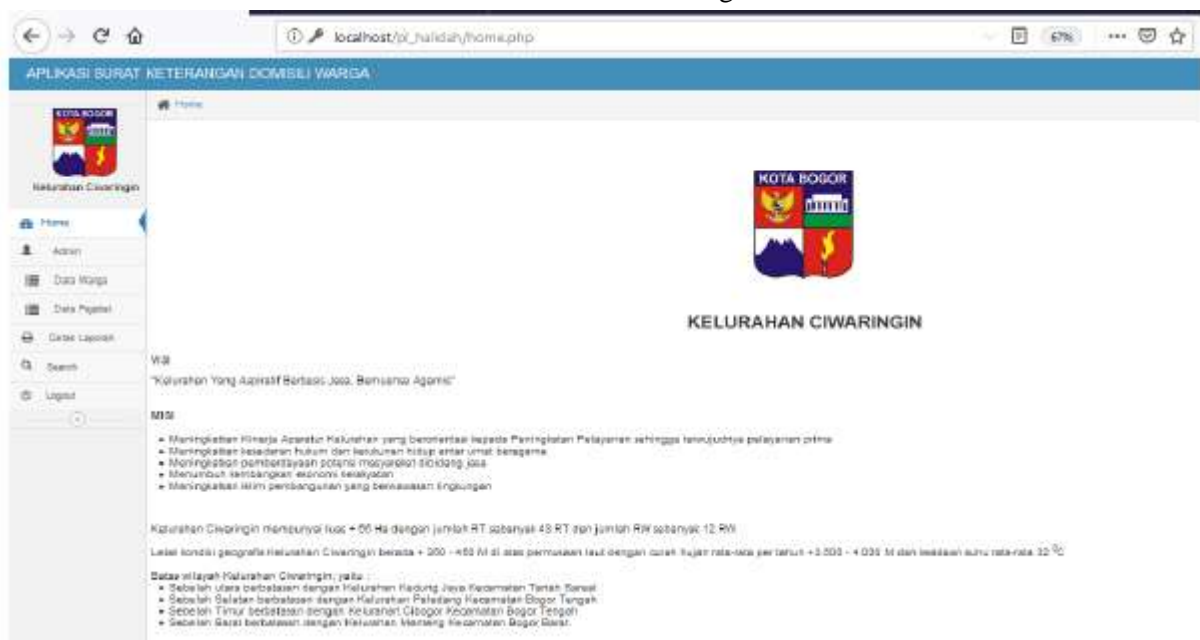 localhost/pl_halidah/home.php
67%
APLIKASI SURAT KETERANGAN DOMISILI WARGA
KOTA BOGOR
Kelurahan Ciwaringin
Home
Admin
Data Warga
Data Pejabat
Cetak Laporan
Search
Logout
Home
KOTA BOGOR
KELURAHAN CIWARINGIN
Visi
"Kelurahan Yang Aspiratif Berbasis Jasa, Bernuansa Agamis"
MISI
Meningkatkan Kinerja Aparatur Kelurahan yang berorientasi kepada Peningkatan Pelayanan sehingga terwujudnya pelayanan prima
Meningkatkan kesadaran hukum dan kerukunan hidup antar umat beragama
Meningkatkan pemberdayaan potensi masyarakat dibidang jasa
Menumbuh kembangkan ekonomi kerakyatan
Meningkatkan iklim pembangunan yang berwawasan lingkungan
Kelurahan Ciwaringin mempunyai luas + 66 Ha dengan jumlah RT sebanyak 43 RT dan jumlah RW sebanyak 12 RW
Letak kondisi geografis Kelurahan Ciwaringin berada + 350 - 450 M di atas permukaan laut dengan curah hujan rata-rata per tahun +3.500 - 4.000 M dan keadaan suhu rata-rata 32 ⁰C
Batas wilayah Kelurahan Ciwaringin, yaitu :
Sebelah utara berbatasan dengan Kelurahan Kedung Jaya Kecamatan Tanah Sareal
Sebelah Selatan berbatasan dengan Kelurahan Paledang Kecamatan Bogor Tengah
Sebelah Timur berbatasan dengan Kelurahan Cibogor Kecamatan Bogor Tengah
Sebelah Barat berbatasan dengan Kelurahan Menteng Kecamatan Bogor Barat.